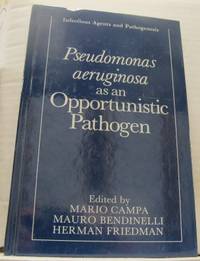 Infectious Agents and Pathogenesis
Pseudomonas
aeruginosa
as an
Opportunistic
Pathogen
Edited by
MARIO CAMPA
MAURO BENDINELLI
HERMAN FRIEDMAN